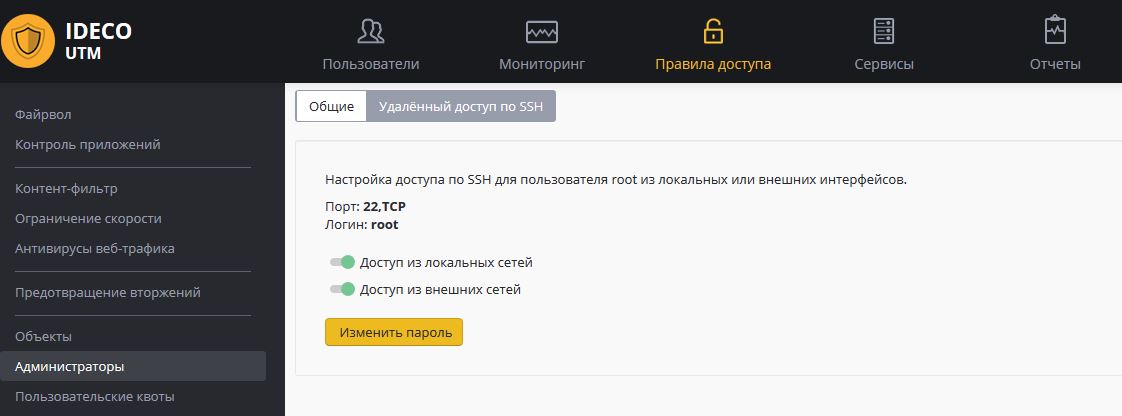 IDECO
UTM
Пользователи
Мониторинг
Правила доступа
Сервисы
Отчеты
Файрвол
Контроль приложений
Контент-фильтр
Ограничение скорости
Антивирусы веб-трафика
Предотвращение вторжений
Объекты
Администраторы
Пользовательские квоты
Общие
Удалённый доступ по SSH
Настройка доступа по SSH для пользователя root из локальных или внешних интерфейсов.
Порт: 22,TCP
Логин: root
Доступ из локальных сетей
Доступ из внешних сетей
Изменить пароль